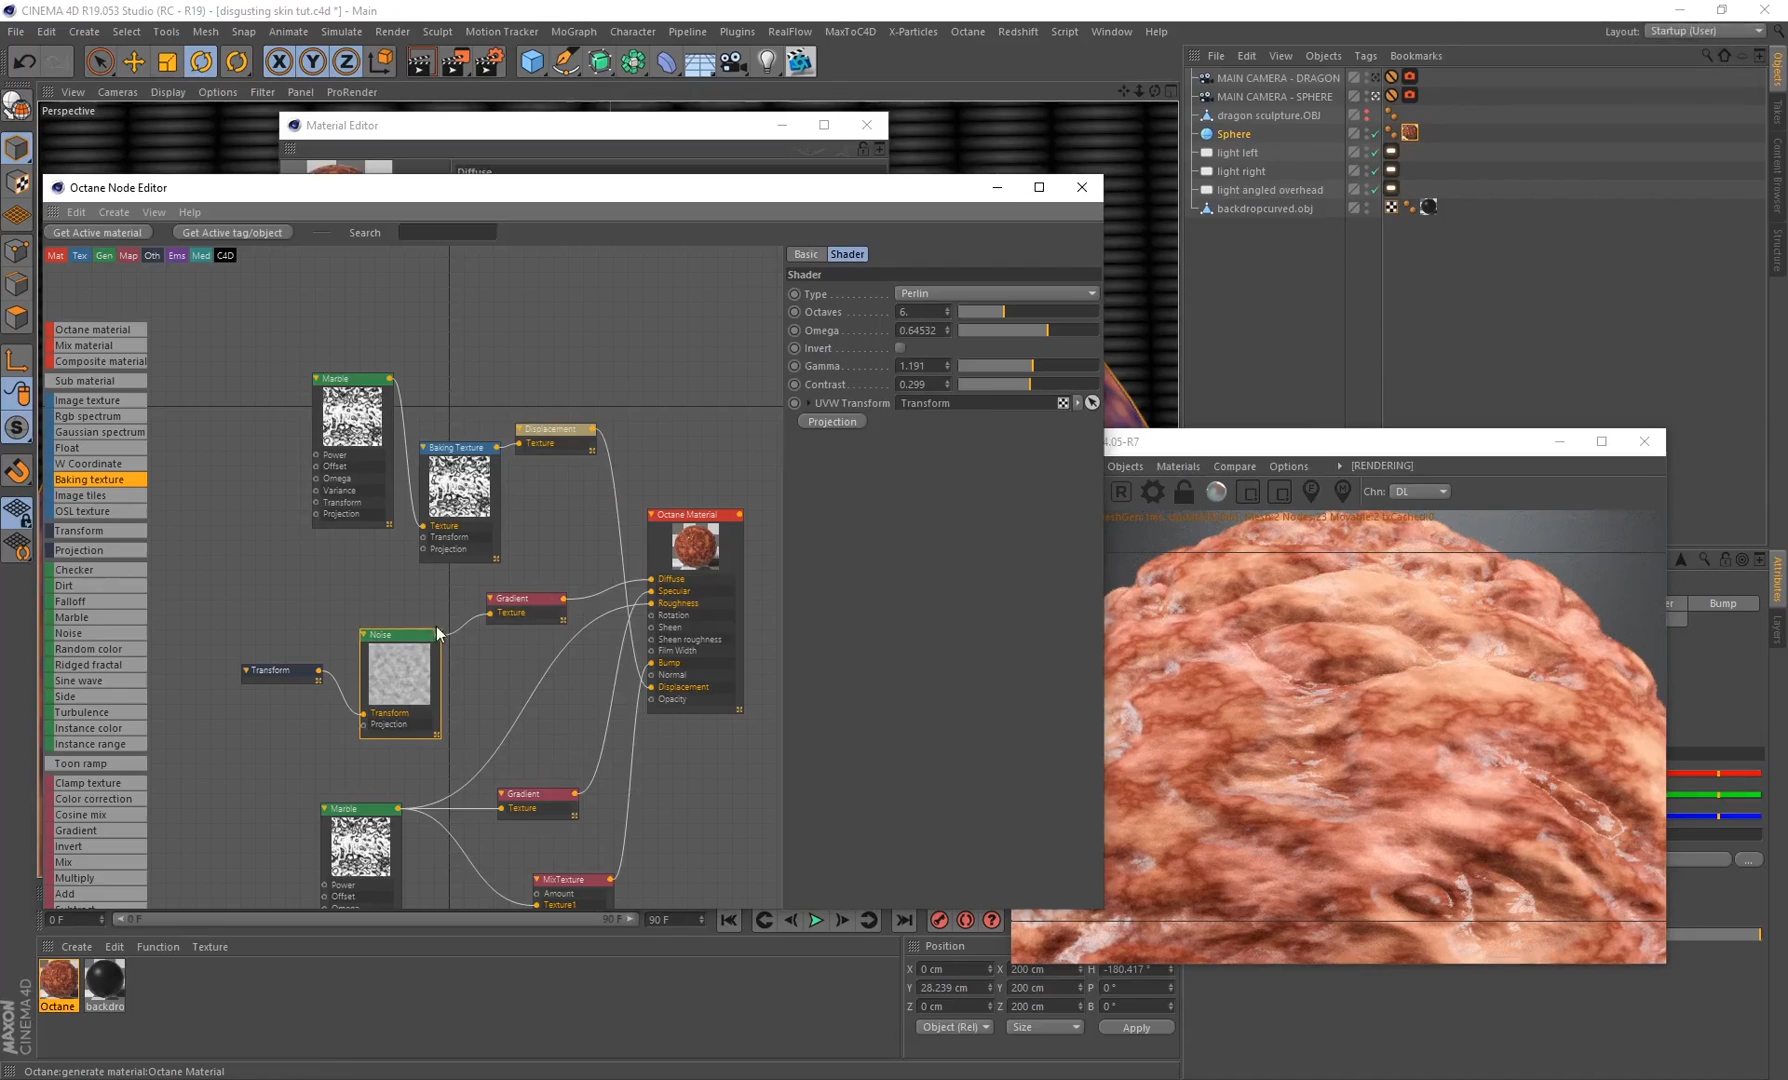 CINEMA 4D R19.053 Studio (RC - R19) - [disgusting skin tut.c4d *] - Main
File Edit Create Select Tools Mesh Snap Animate Simulate Render Sculpt Motion Tracker MoGraph Character Pipeline Plugins RealFlow MaxToC4D X-Particles Octane Redshift Script Window Help
Layout: Startup (User)
X Y Z
File Edit View Objects Tags Bookmarks
View Cameras Display Options Filter Panel ProRender
Perspective
MAIN CAMERA - DRAGON
MAIN CAMERA - SPHERE
dragon sculpture.OBJ
Sphere
light left
light right
light angled overhead
backdropcurved.obj
Objects
Takes
Content Browser
Structure
Material Editor
Diffuse
Octane Node Editor
Edit Create View Help
Get Active material Get Active tag/object Search
Mat Tex Gen Map Oth Ems Med C4D
Octane material
Mix material
Composite material
Sub material
Image texture
Rgb spectrum
Gaussian spectrum
Float
W Coordinate
Baking texture
Image tiles
OSL texture
Transform
Projection
Checker
Dirt
Falloff
Marble
Noise
Random color
Ridged fractal
Sine wave
Side
Turbulence
Instance color
Instance range
Toon ramp
Clamp texture
Color correction
Cosine mix
Gradient
Invert
Mix
Multiply
Add
Marble
Power
Offset
Omega
Variance
Transform
Projection
Baking Texture
Texture
Transform
Projection
Displacement
Texture
Gradient
Texture
Noise
Transform
Projection
Transform
Gradient
Texture
Marble
Power
Offset
MixTexture
Amount
Texture1
Octane Material
Diffuse
Specular
Roughness
Rotation
Sheen
Sheen roughness
Film Width
Bump
Normal
Displacement
Opacity
Basic Shader
Shader
Type Perlin
Octaves 6.
Omega 0.64532
Invert
Gamma 1.191
Contrast 0.299
UVW Transform Transform
Projection
4.05-R7
Objects Materials Compare Options [RENDERING]
R F M Chn: DL
Attributes
Layers
er Bump
...
0 F 0 F 90 F 90 F
Create Edit Function Texture
Octane backdro
Position
X 0 cm X 200 cm H -180.417 °
Y 28.239 cm Y 200 cm P 0 °
Z 0 cm Z 200 cm B 0 °
Object (Rel) Size Apply
MAXON
CINEMA 4D
Octane:generate material:Octane Material